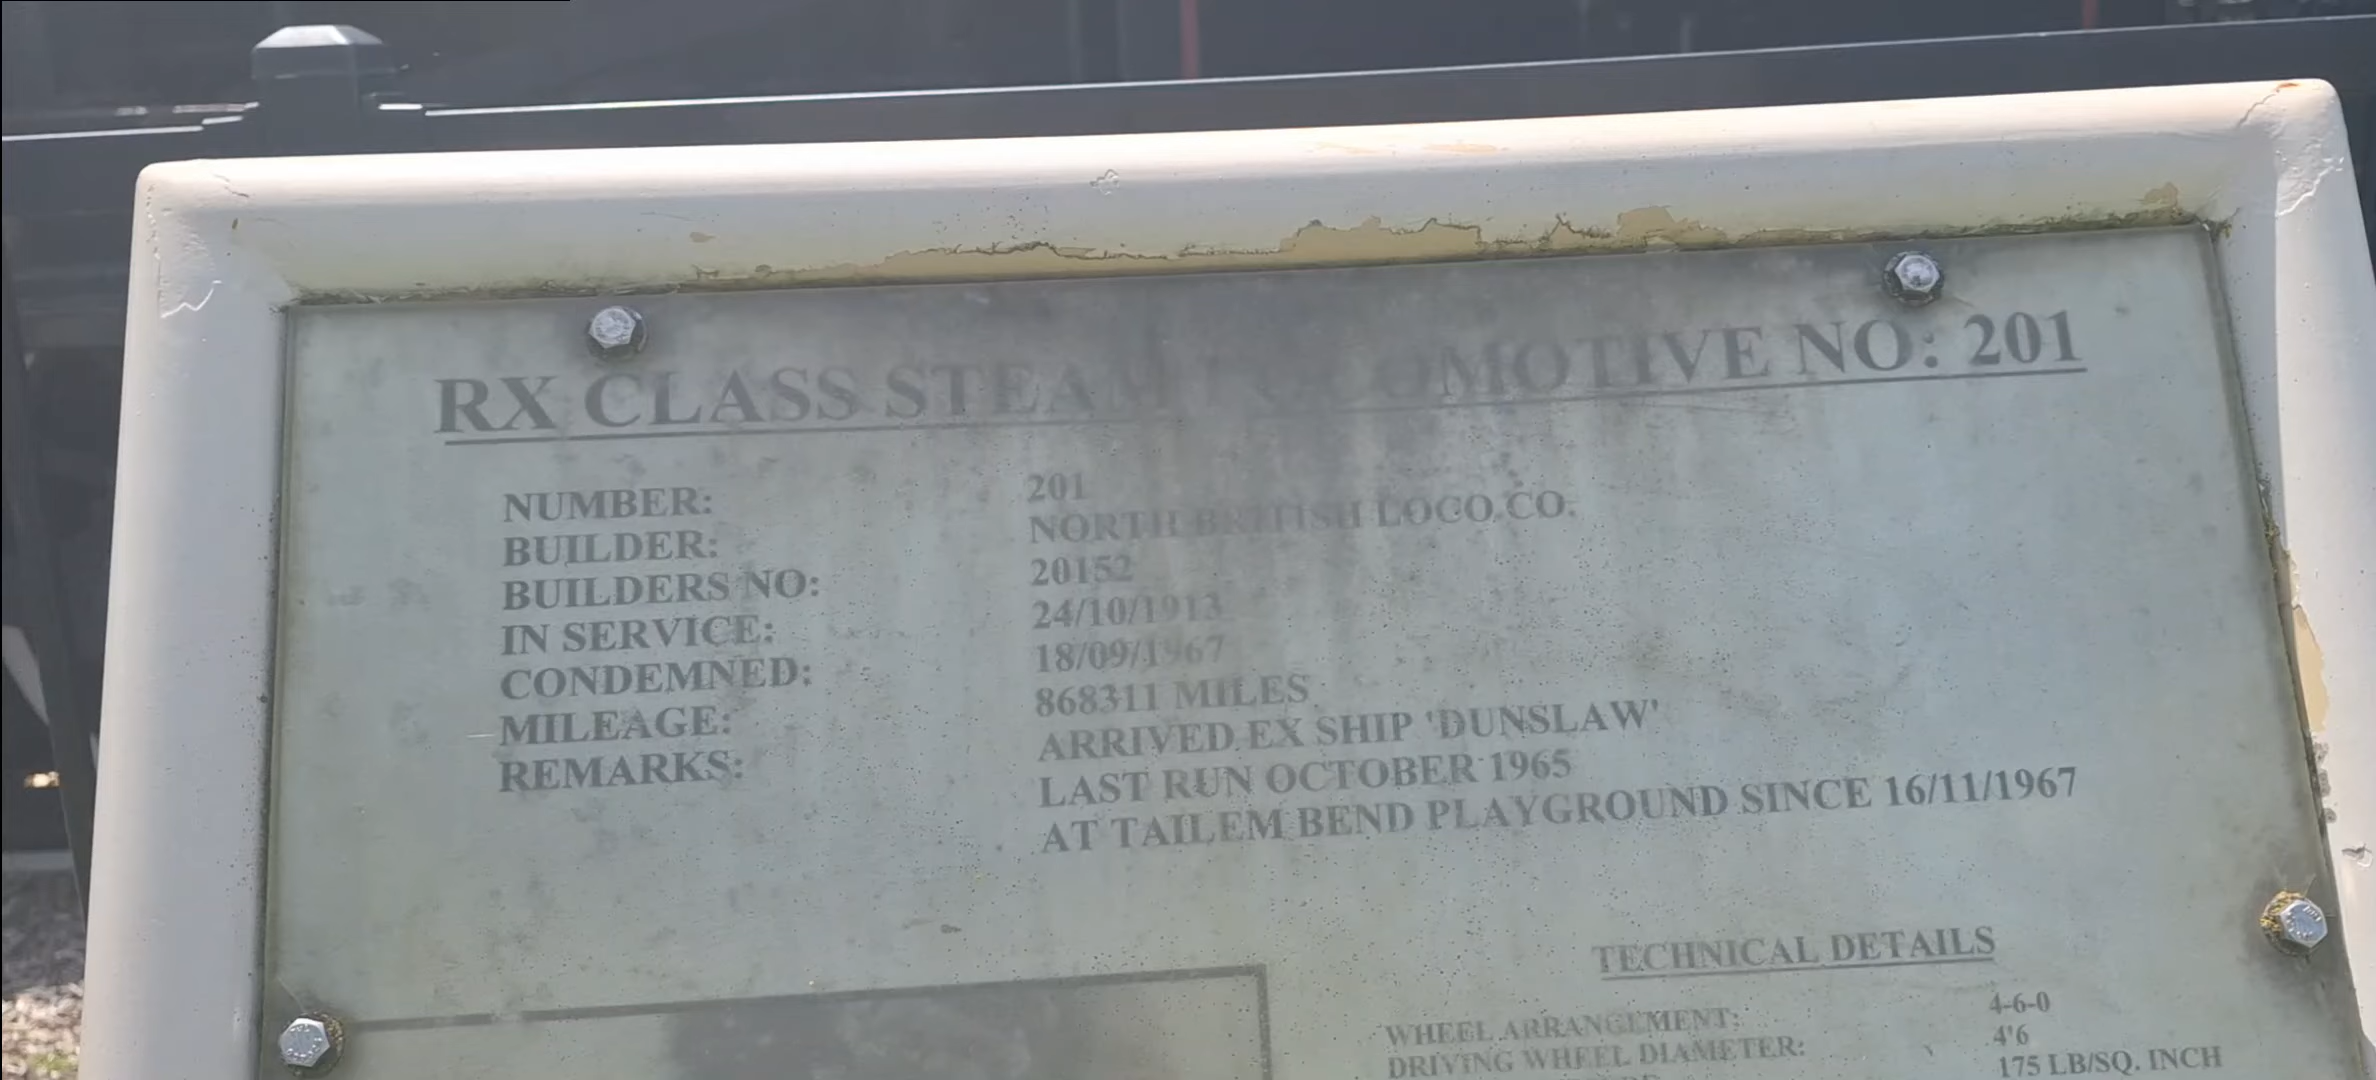 RX CLASS STEAM LOCOMOTIVE NO: 201
NUMBER: 201
BUILDER: NORTH BRITISH LOCO.CO.
BUILDERS NO: 20152
IN SERVICE: 24/10/1913
CONDEMNED: 18/09/1967
MILEAGE: 868311 MILES
REMARKS: ARRIVED EX SHIP 'DUNSLAW'
LAST RUN OCTOBER 1965
AT TAILEM BEND PLAYGROUND SINCE 16/11/1967
TECHNICAL DETAILS
WHEEL ARRANGEMENT: 4-6-0
DRIVING WHEEL DIAMETER: 4'6
175 LB/SQ. INCH